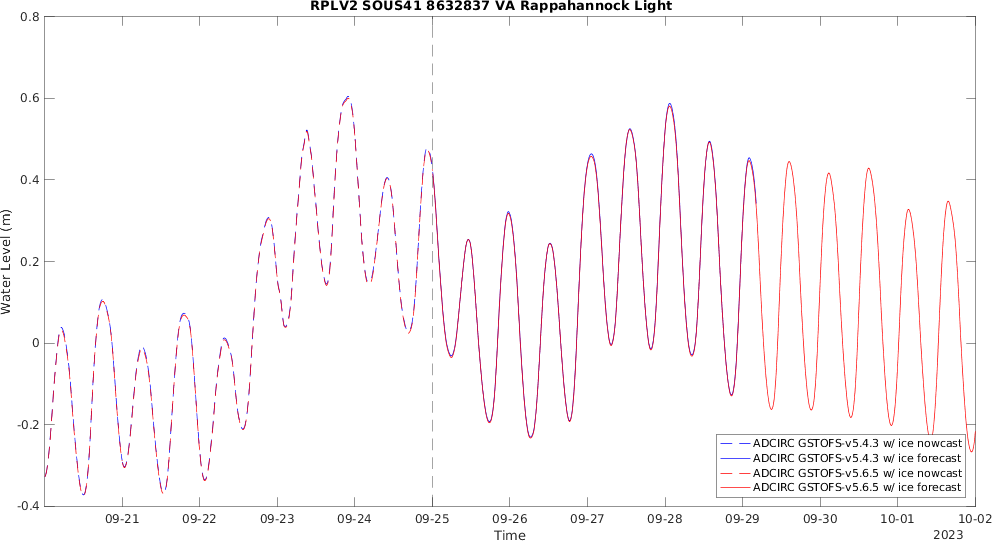 RPLV2 SOUS41 8632837 VA Rappahannock Light
0.8
0.6
0.4
0.2
0
-0.2
-0.4
Water Level (m)
09-21
09-22
09-23
09-24
09-25
09-26
09-27
09-28
09-29
09-30
10-01
10-02
Time
2023
ADCIRC GSTOFS-v5.4.3 w/ ice nowcast
ADCIRC GSTOFS-v5.4.3 w/ ice forecast
ADCIRC GSTOFS-v5.6.5 w/ ice nowcast
ADCIRC GSTOFS-v5.6.5 w/ ice forecast